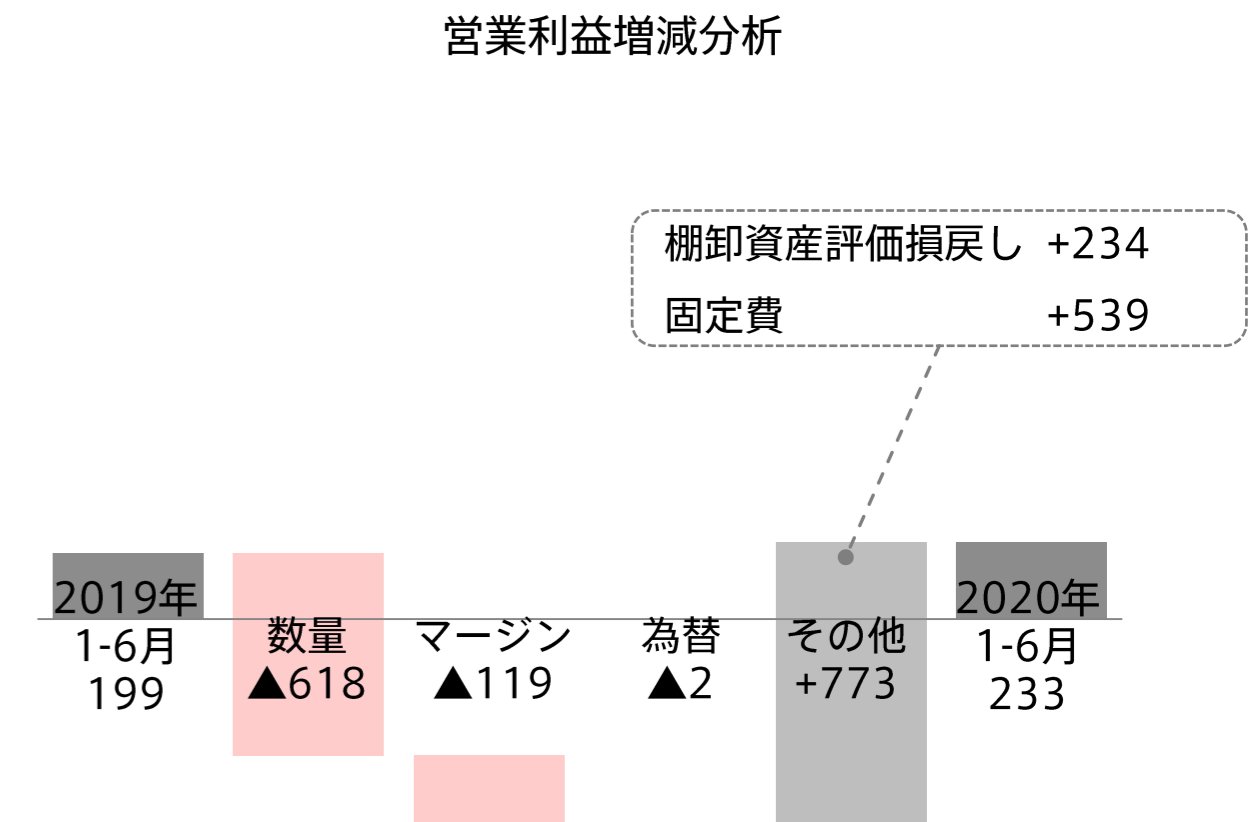 営業利益増減分析
棚卸資産評価損戻し +234
固定費 +539
2019年
1-6月
199
数量
▲618
マージン
▲119
為替
▲2
その他
+773
2020年
1-6月
233